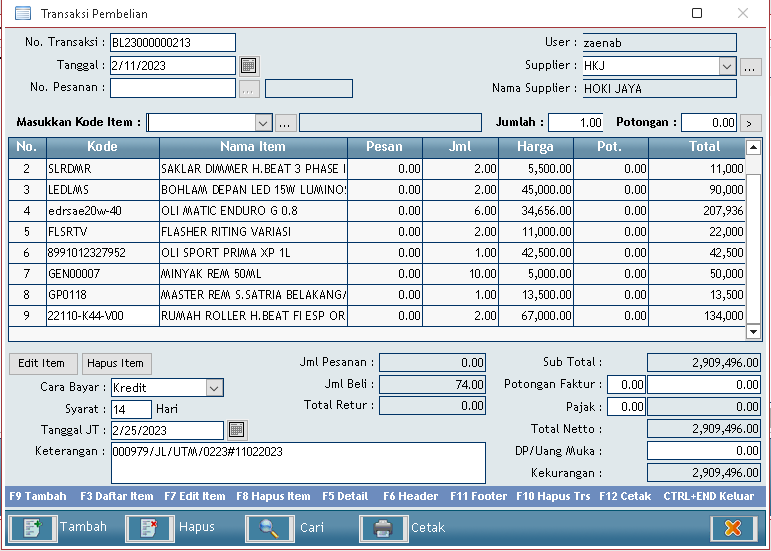 Transaksi Pembelian
No. Transaksi : BL23000000213 User : zaenab
Tanggal : 2/11/2023 Supplier : HKJ ...
No. Pesanan : ... Nama Supplier : HOKI JAYA
Masukkan Kode Item : ... Jumlah : 1.00 Potongan : 0.00 >
No. Kode Nama Item Pesan Jml Harga Pot. Total
2 SLRDMR SAKLAR DIMMER H.BEAT 3 PHASE I 0.00 2.00 5,500.00 0.00 11,000
3 LEDLMS BOHLAM DEPAN LED 15W LUMINO 0.00 2.00 45,000.00 0.00 90,000
4 edrsae20w-40 OLI MATIC ENDURO G 0.8 0.00 6.00 34,656.00 0.00 207,936
5 FLSRTV FLASHER RITING VARIASI 0.00 2.00 11,000.00 0.00 22,000
6 8991012327952 OLI SPORT PRIMA XP 1L 0.00 1.00 42,500.00 0.00 42,500
7 GEN00007 MINYAK REM 50ML 0.00 10.00 5,000.00 0.00 50,000
8 GP0118 MASTER REM S.SATRIA BELAKANG/ 0.00 1.00 13,500.00 0.00 13,500
9 22110-K44-V00 RUMAH ROLLER H.BEAT FI ESP OR 0.00 2.00 67,000.00 0.00 134,000
Edit Item Hapus Item Jml Pesanan : 0.00 Sub Total : 2,909,496.00
Cara Bayar : Kredit Jml Beli : 74.00 Potongan Faktur : 0.00 0.00
Syarat : 14 Hari Total Retur : 0.00 Pajak : 0.00 0.00
Tanggal JT : 2/25/2023 Total Netto : 2,909,496.00
Keterangan : 000979/JL/UTM/0223#11022023 DP/Uang Muka : 0.00
Kekurangan : 2,909,496.00
F9 Tambah F3 Daftar Item F7 Edit Item F8 Hapus Item F5 Detail F6 Header F11 Footer F10 Hapus Trs F12 Cetak CTRL+END Keluar
Tambah Hapus Cari Cetak